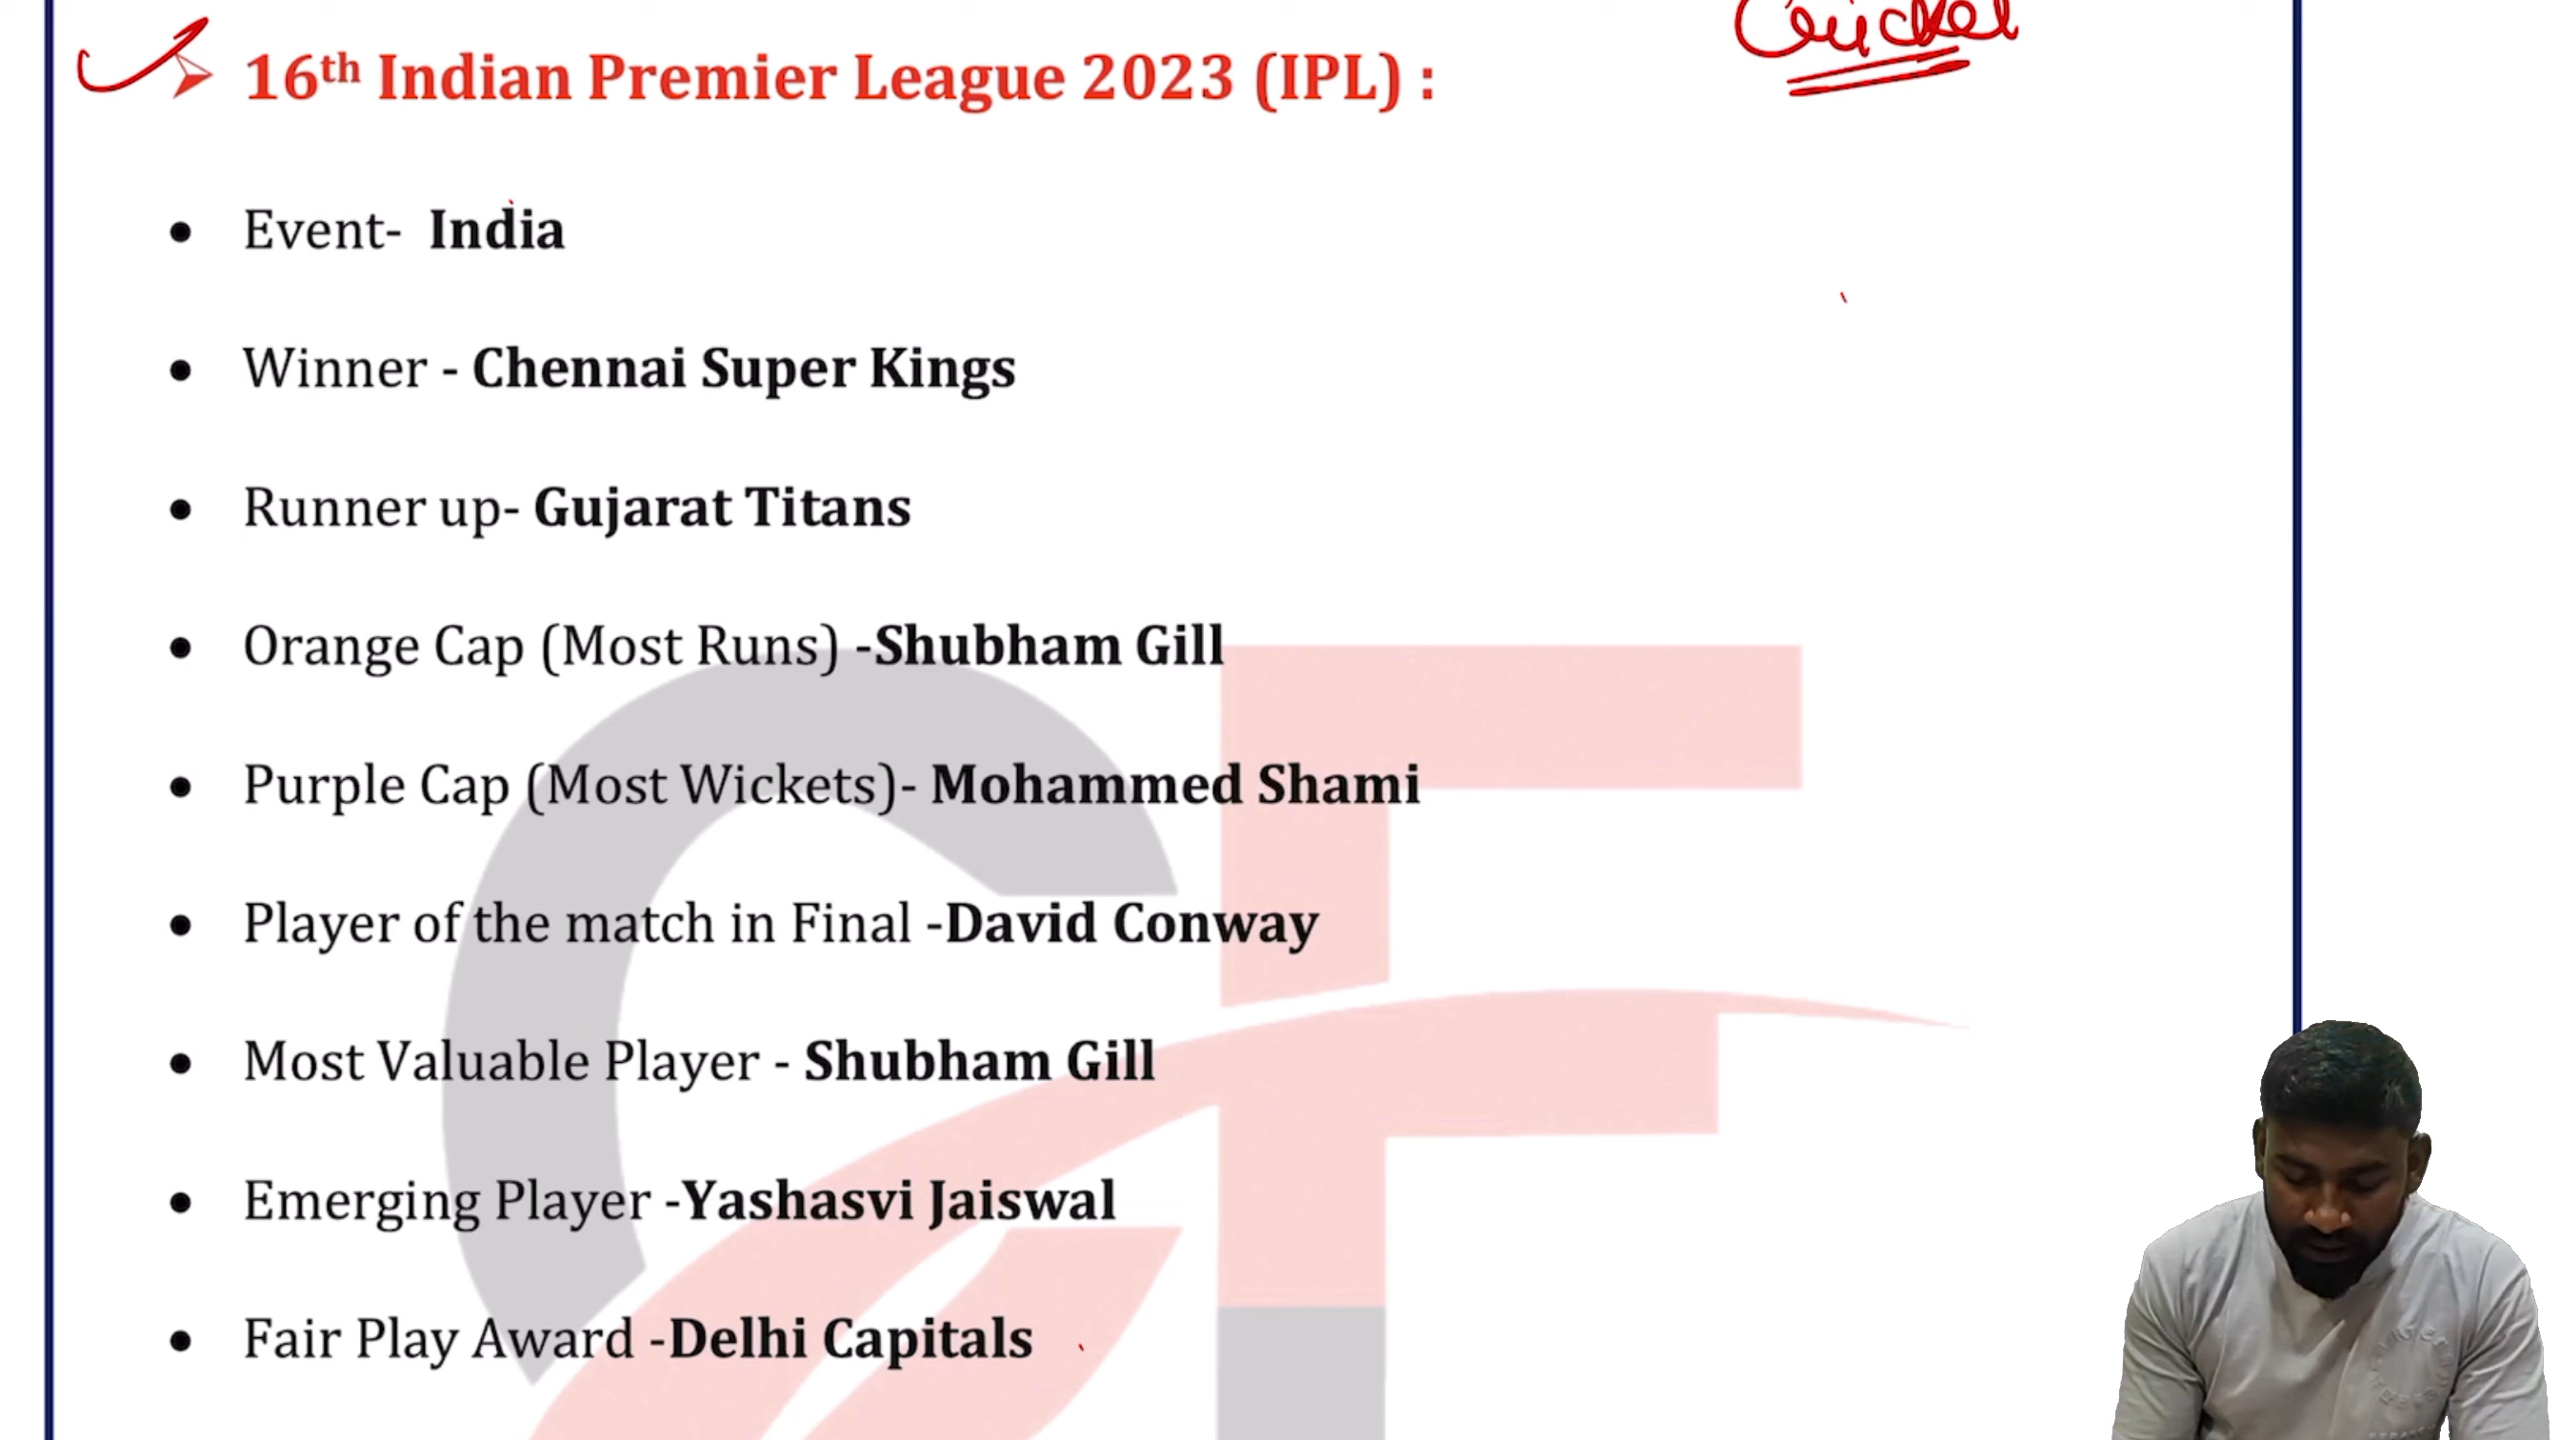 Cricket
16th Indian Premier League 2023 (IPL) :
Event- India
Winner - Chennai Super Kings
Runner up- Gujarat Titans
Orange Cap (Most Runs) -Shubham Gill
Purple Cap (Most Wickets)- Mohammed Shami
Player of the match in Final -David Conway
Most Valuable Player - Shubham Gill
Emerging Player -Yashasvi Jaiswal
Fair Play Award -Delhi Capitals